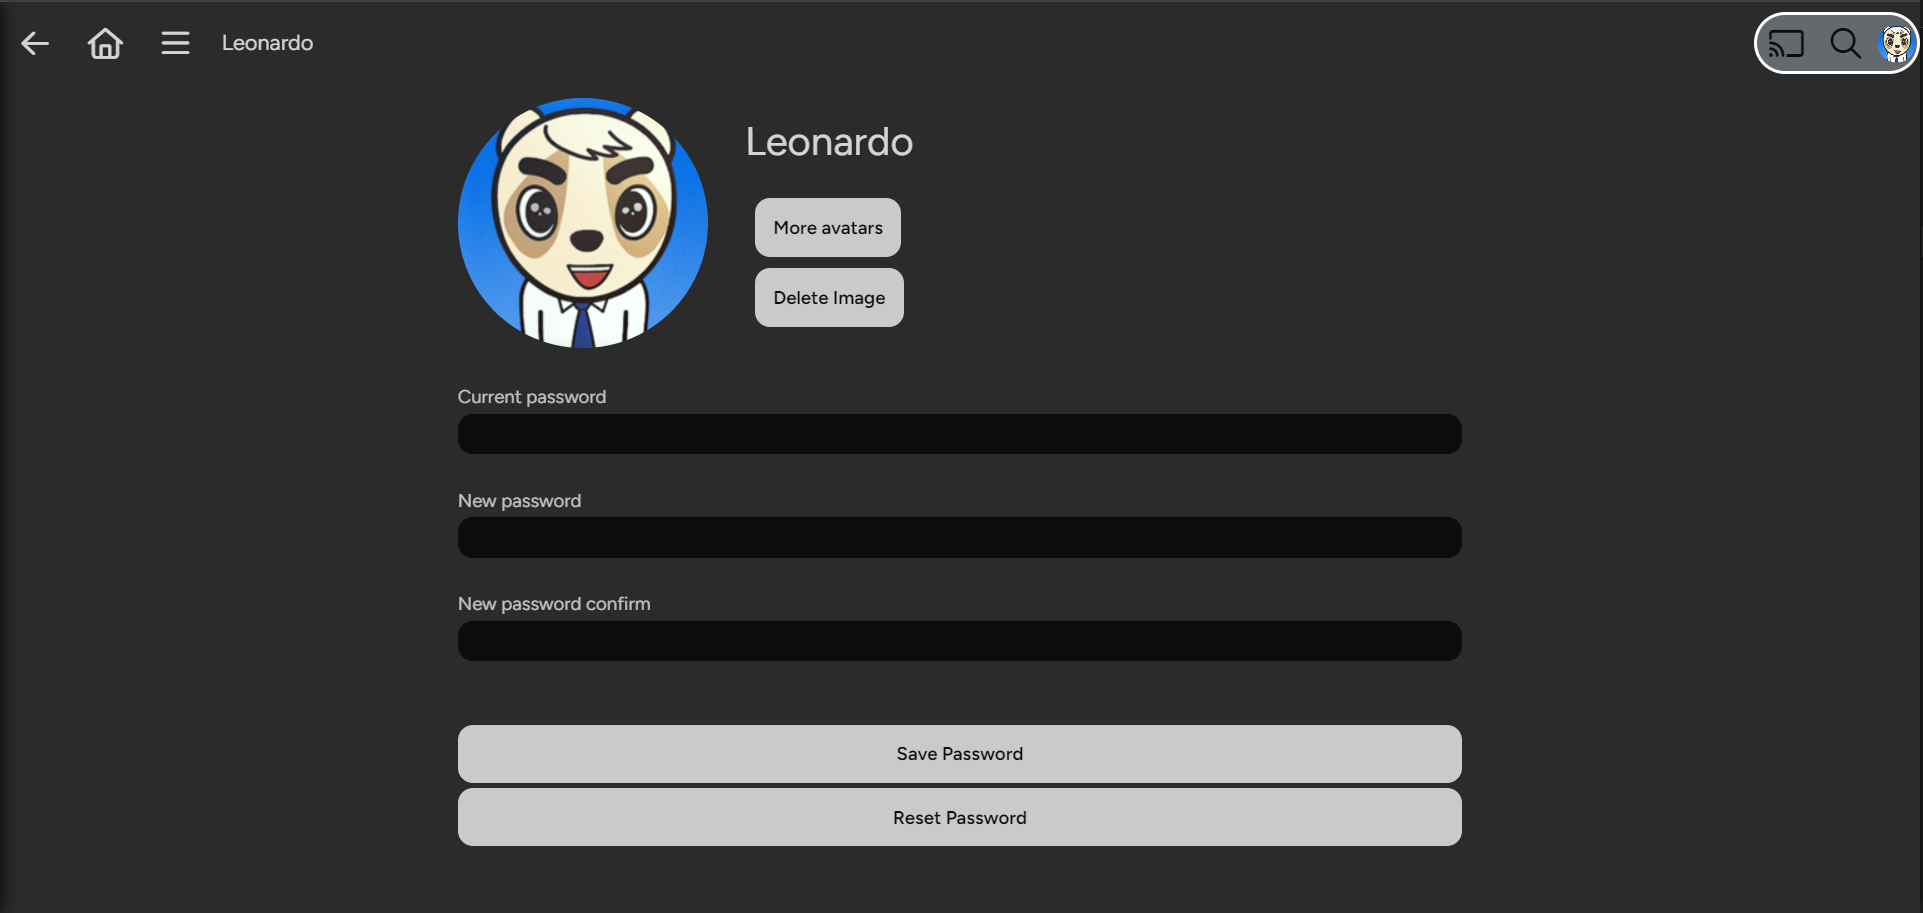 Leonardo
Leonardo
More avatars
Delete Image
Current password
New password
New password confirm
Save Password
Reset Password